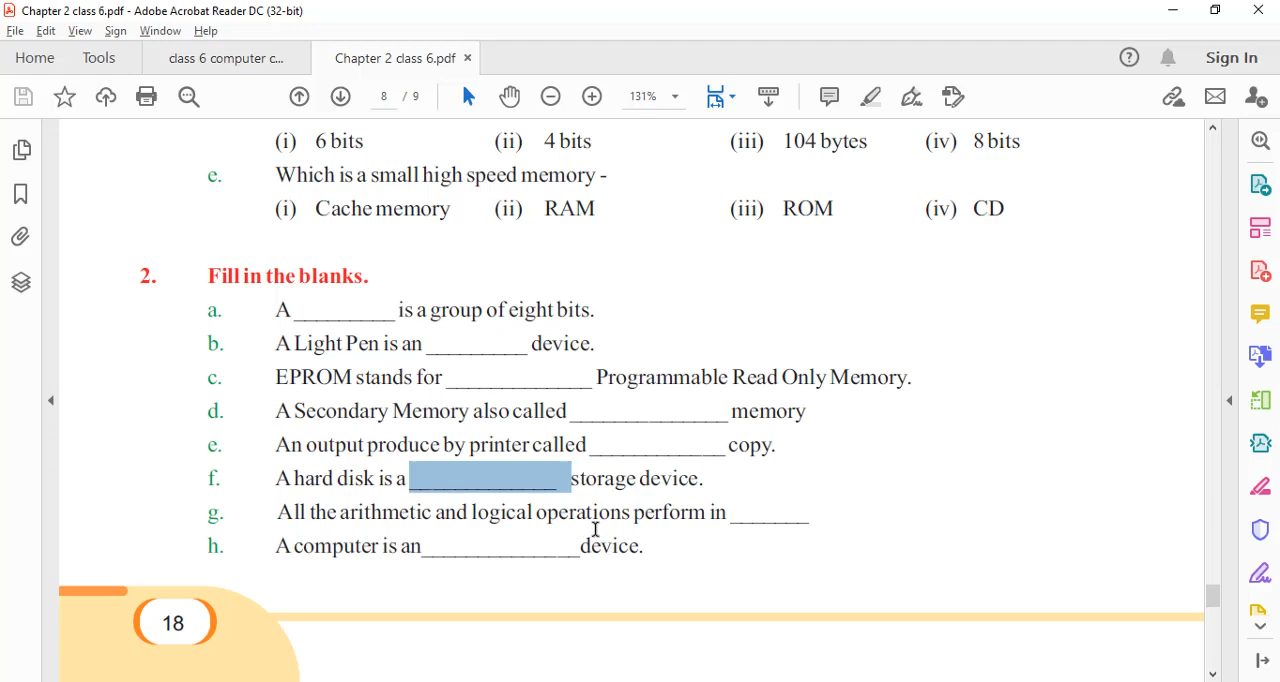 Chapter 2 class 6.pdf - Adobe Acrobat Reader DC (32-bit)
File Edit View Sign Window Help
Home Tools class 6 computer c... Chapter 2 class 6.pdf × Sign In
8 / 9 131%
(i) 6 bits (ii) 4 bits (iii) 104 bytes (iv) 8 bits
e. Which is a small high speed memory -
(i) Cache memory (ii) RAM (iii) ROM (iv) CD
2. Fill in the blanks.
a. A _________ is a group of eight bits.
b. A Light Pen is an _________ device.
c. EPROM stands for _____________ Programmable Read Only Memory.
d. A Secondary Memory also called ______________ memory
e. An output produce by printer called ____________ copy.
f. A hard disk is a _____________ storage device.
g. All the arithmetic and logical operations perform in _______
h. A computer is an______________device.
18